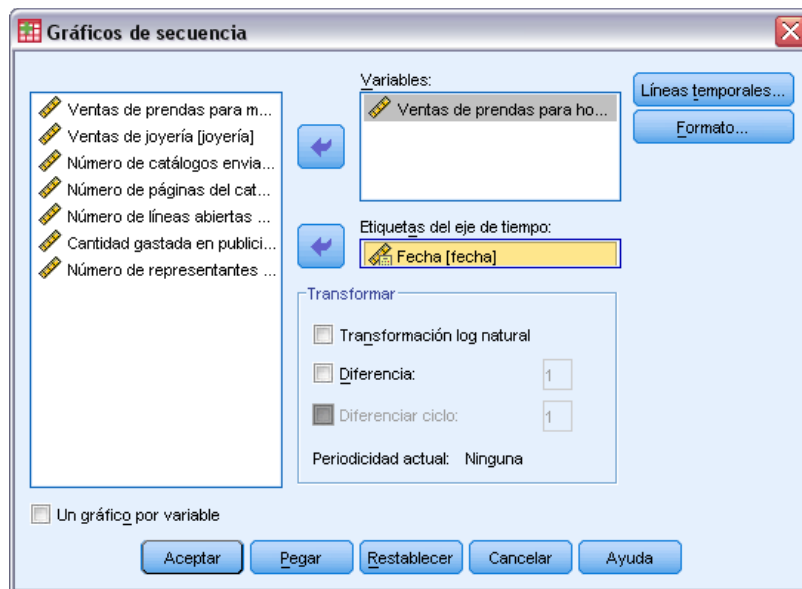 Gráficos de secuencia
Ventas de prendas para m...
Ventas de joyería [joyería]
Número de catálogos envia...
Número de páginas del cat...
Número de líneas abiertas ...
Cantidad gastada en publici...
Número de representantes ...
Variables:
Ventas de prendas para ho...
Etiquetas del eje de tiempo:
Fecha [fecha]
Transformar
Transformación log natural
Diferencia: 1
Diferenciar ciclo: 1
Periodicidad actual: Ninguna
Líneas temporales...
Formato...
Un gráfico por variable
Aceptar Pegar Restablecer Cancelar Ayuda